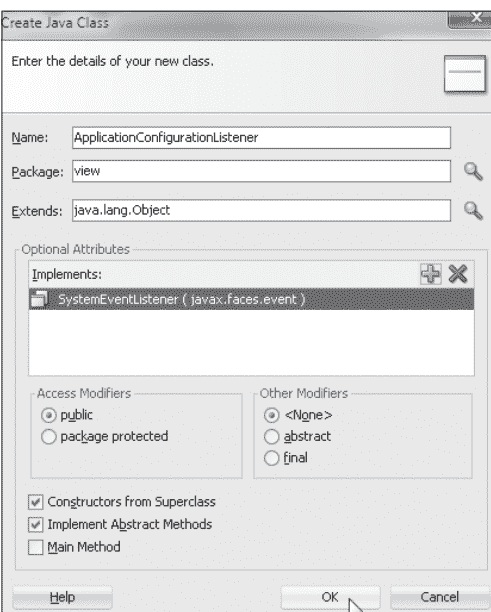 Create Java Class
Enter the details of your new class.
Name: ApplicationConfigurationListener
Package: view
Extends: java.lang.Object
Optional Attributes
Implements:
SystemEventListener ( javax.faces.event )
Access Modifiers
public
package protected
Other Modifiers
<None>
abstract
final
Constructors from Superclass
Implement Abstract Methods
Main Method
Help OK Cancel